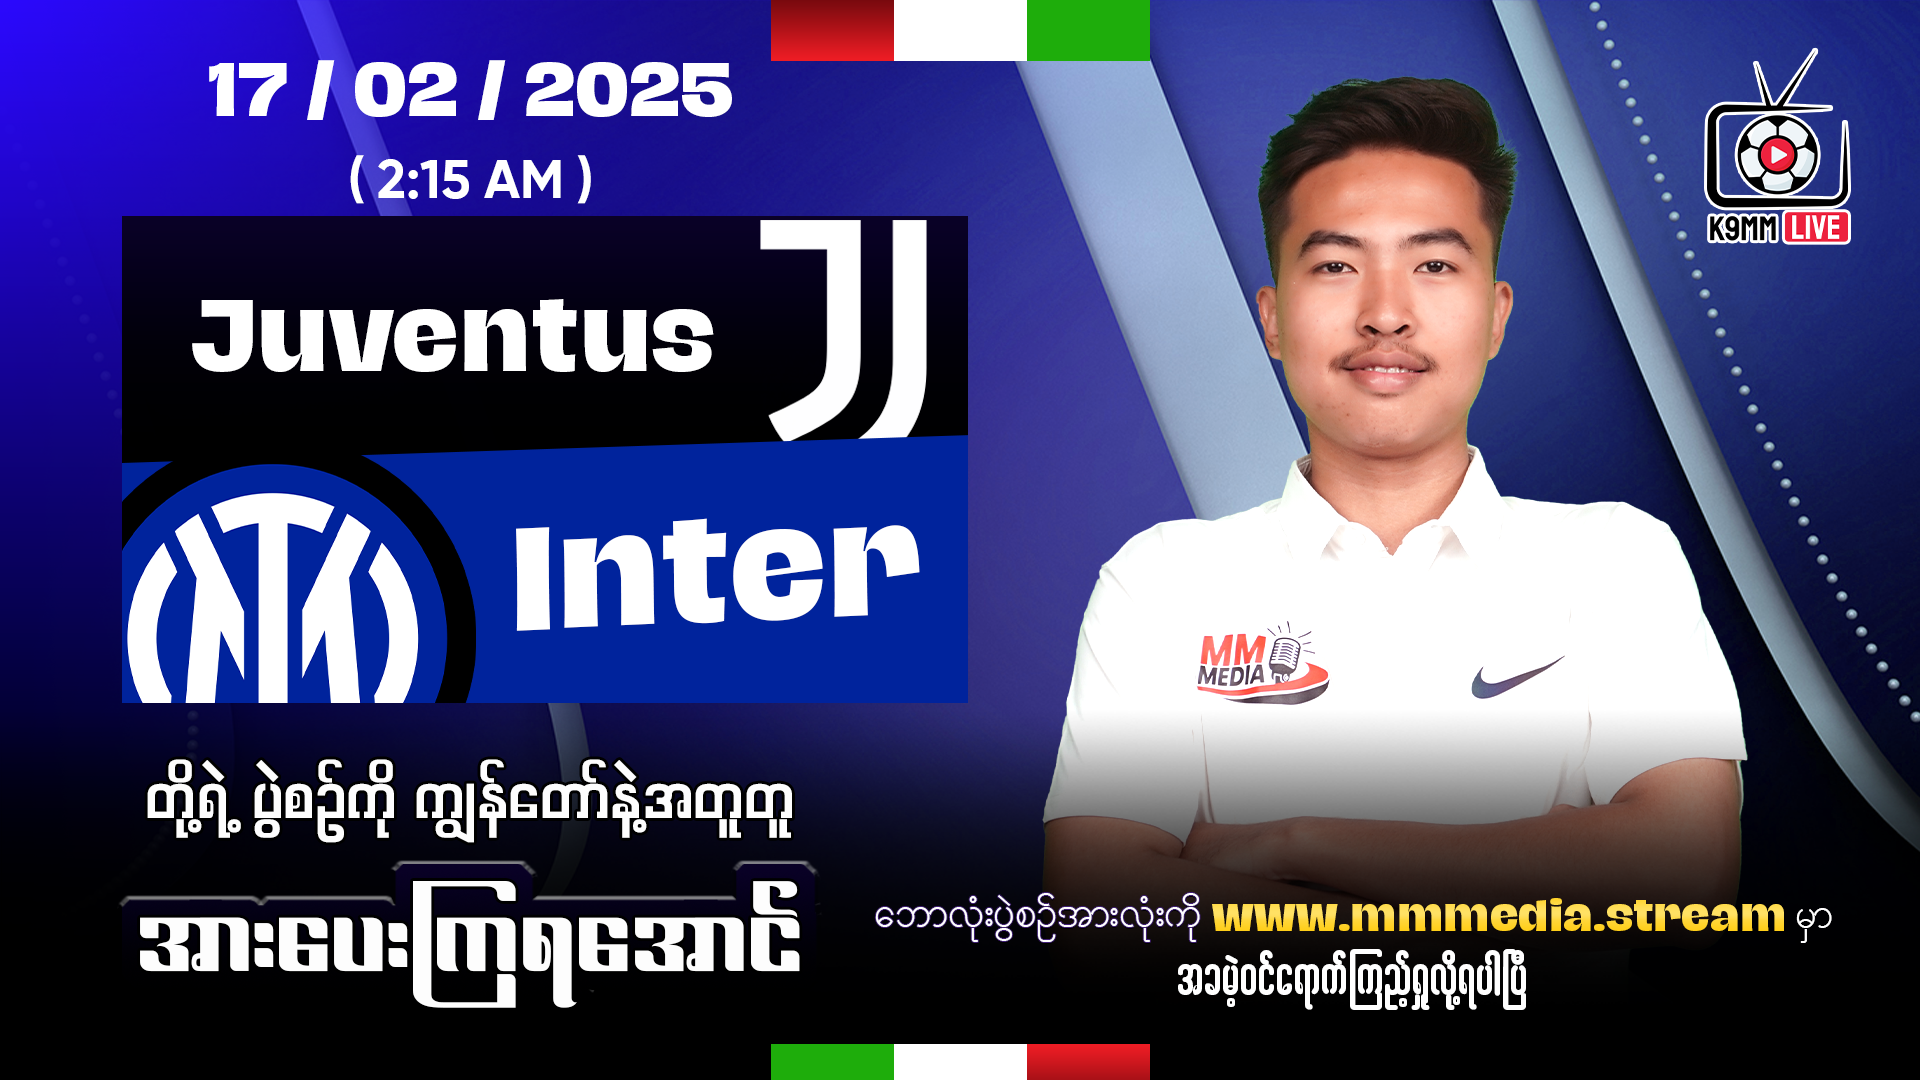 17 / 02 / 2025
( 2:15 AM )
K9MM LIVE
Juventus
Inter
MM
MEDIA
တို့ရဲ့ ပွဲစဉ်ကို ကျွန်တော်နဲ့အတူတူ
အားပေးကြရအောင်
ဘောလုံးပွဲစဉ်အားလုံးကို www.mmmedia.stream မှာ
အခမဲ့ဝင်ရောက်ကြည့်ရှုလို့ရပါပြီ